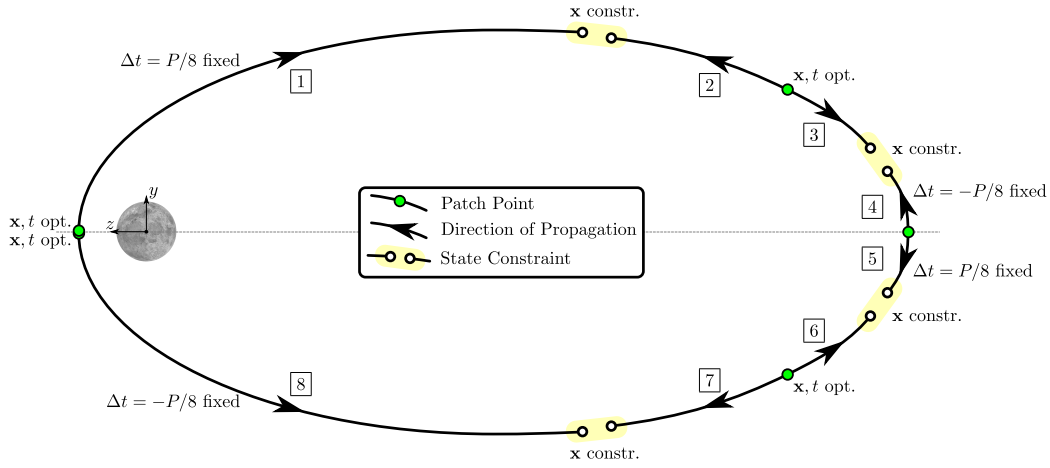 x constr.
Δt = P/8 fixed
1
2
x, t opt.
3
x constr.
Δt = −P/8 fixed
4
y
z
x, t opt.
x, t opt.
Patch Point
Direction of Propagation
State Constraint
5
Δt = P/8 fixed
x constr.
6
x, t opt.
7
8
Δt = −P/8 fixed
x constr.